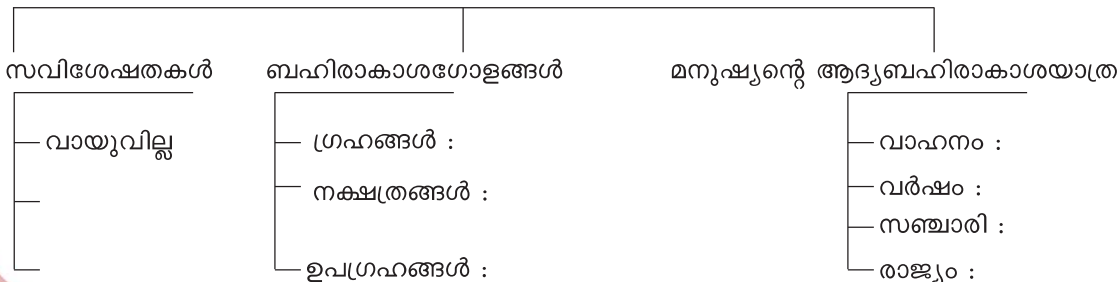 സവിശേഷതകൾ ബഹിരാകാശഗോളങ്ങൾ മനുഷ്യന്റെ ആദ്യബഹിരാകാശയാത്ര
വായുവില്ല ഗ്രഹങ്ങൾ : വാഹനം :
നക്ഷത്രങ്ങൾ : വർഷം :
സഞ്ചാരി :
ഉപഗ്രഹങ്ങൾ : രാജ്യം :